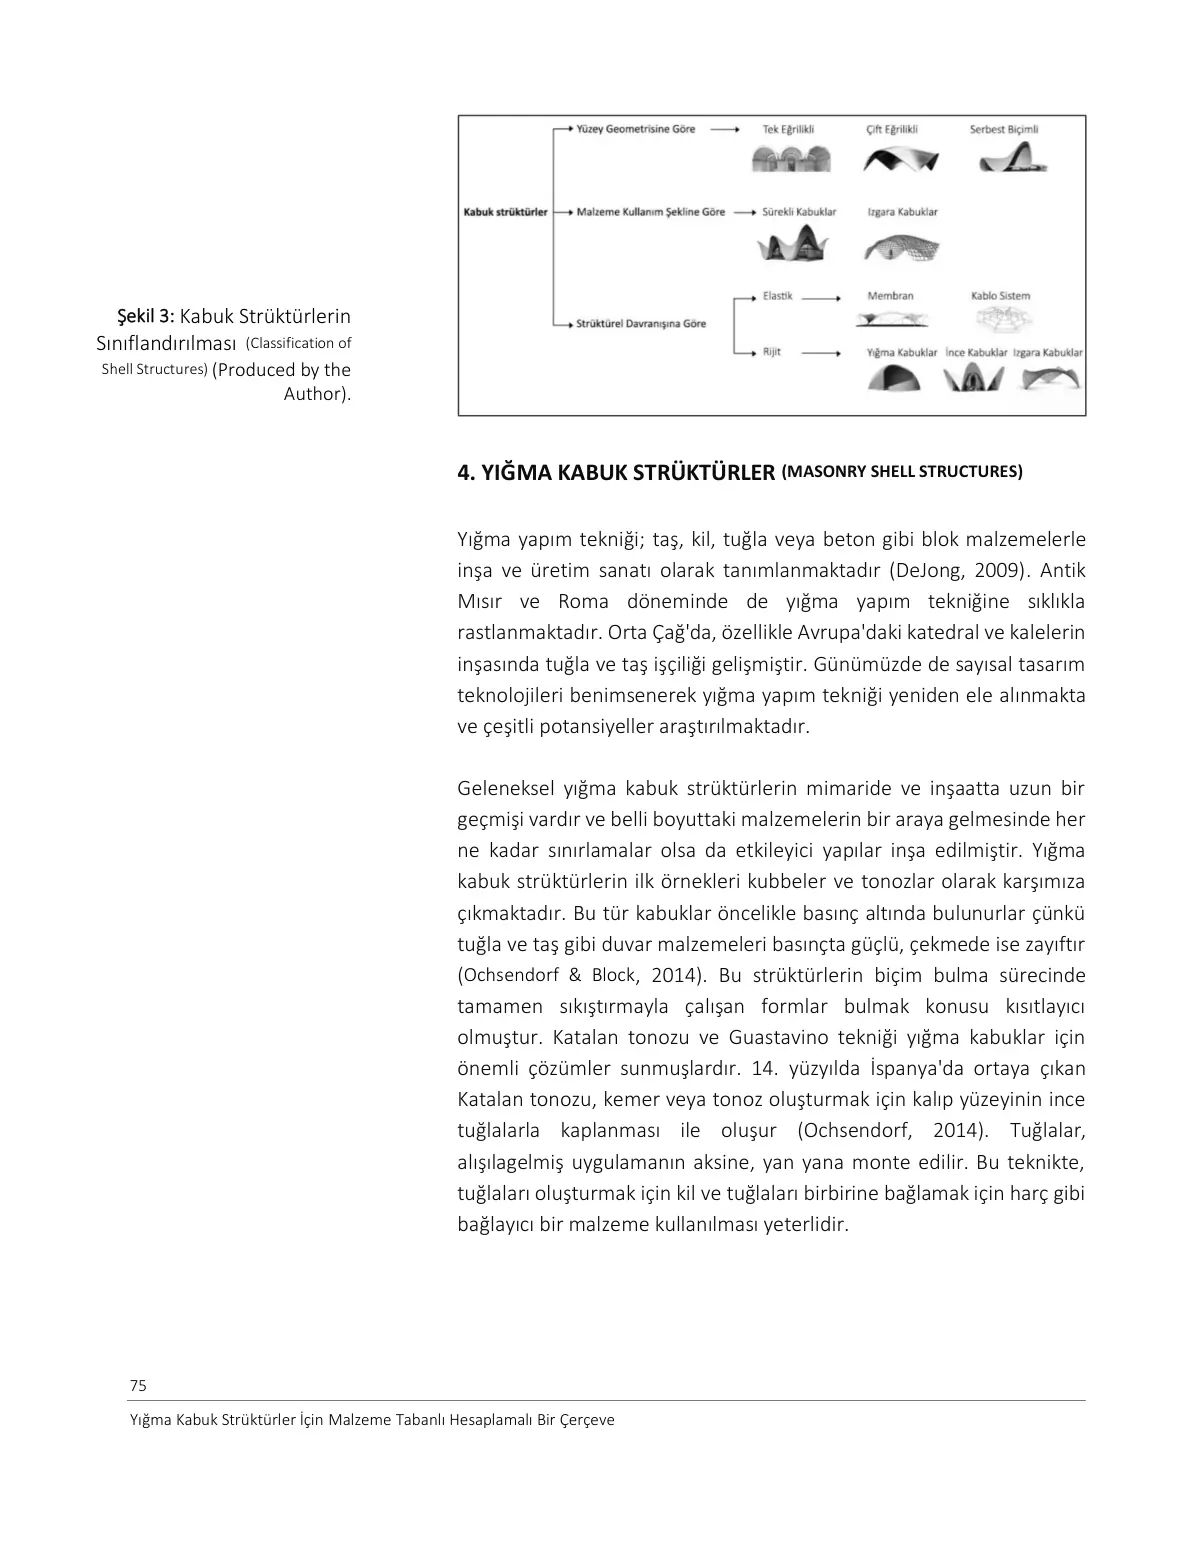 Yüzey Geometrisine Göre Tek Eğrilikli Çift Eğrilikli Serbest Biçimli
Kabuk strüktürler Malzeme Kullanım Şekline Göre Sürekli Kabuklar Izgara Kabuklar
Elastik Membran Kablo Sistem
Strüktürel Davranışına Göre
Rijit Yığma Kabuklar İnce Kabuklar Izgara Kabuklar
Şekil 3: Kabuk Strüktürlerin
Sınıflandırılması (Classification of
Shell Structures) (Produced by the
Author).
4. YIĞMA KABUK STRÜKTÜRLER (MASONRY SHELL STRUCTURES)
Yığma yapım tekniği; taş, kil, tuğla veya beton gibi blok malzemelerle
inşa ve üretim sanatı olarak tanımlanmaktadır (DeJong, 2009). Antik
Mısır ve Roma döneminde de yığma yapım tekniğine sıklıkla
rastlanmaktadır. Orta Çağ'da, özellikle Avrupa'daki katedral ve kalelerin
inşasında tuğla ve taş işçiliği gelişmiştir. Günümüzde de sayısal tasarım
teknolojileri benimsenerek yığma yapım tekniği yeniden ele alınmakta
ve çeşitli potansiyeller araştırılmaktadır.
Geleneksel yığma kabuk strüktürlerin mimaride ve inşaatta uzun bir
geçmişi vardır ve belli boyuttaki malzemelerin bir araya gelmesinde her
ne kadar sınırlamalar olsa da etkileyici yapılar inşa edilmiştir. Yığma
kabuk strüktürlerin ilk örnekleri kubbeler ve tonozlar olarak karşımıza
çıkmaktadır. Bu tür kabuklar öncelikle basınç altında bulunurlar çünkü
tuğla ve taş gibi duvar malzemeleri basınçta güçlü, çekmede ise zayıftır
(Ochsendorf & Block, 2014). Bu strüktürlerin biçim bulma sürecinde
tamamen sıkıştırmayla çalışan formlar bulmak konusu kısıtlayıcı
olmuştur. Katalan tonozu ve Guastavino tekniği yığma kabuklar için
önemli çözümler sunmuşlardır. 14. yüzyılda İspanya'da ortaya çıkan
Katalan tonozu, kemer veya tonoz oluşturmak için kalıp yüzeyinin ince
tuğlalarla kaplanması ile oluşur (Ochsendorf, 2014). Tuğlalar,
alışılagelmiş uygulamanın aksine, yan yana monte edilir. Bu teknikte,
tuğlaları oluşturmak için kil ve tuğlaları birbirine bağlamak için harç gibi
bağlayıcı bir malzeme kullanılması yeterlidir.
75
Yığma Kabuk Strüktürler İçin Malzeme Tabanlı Hesaplamalı Bir Çerçeve